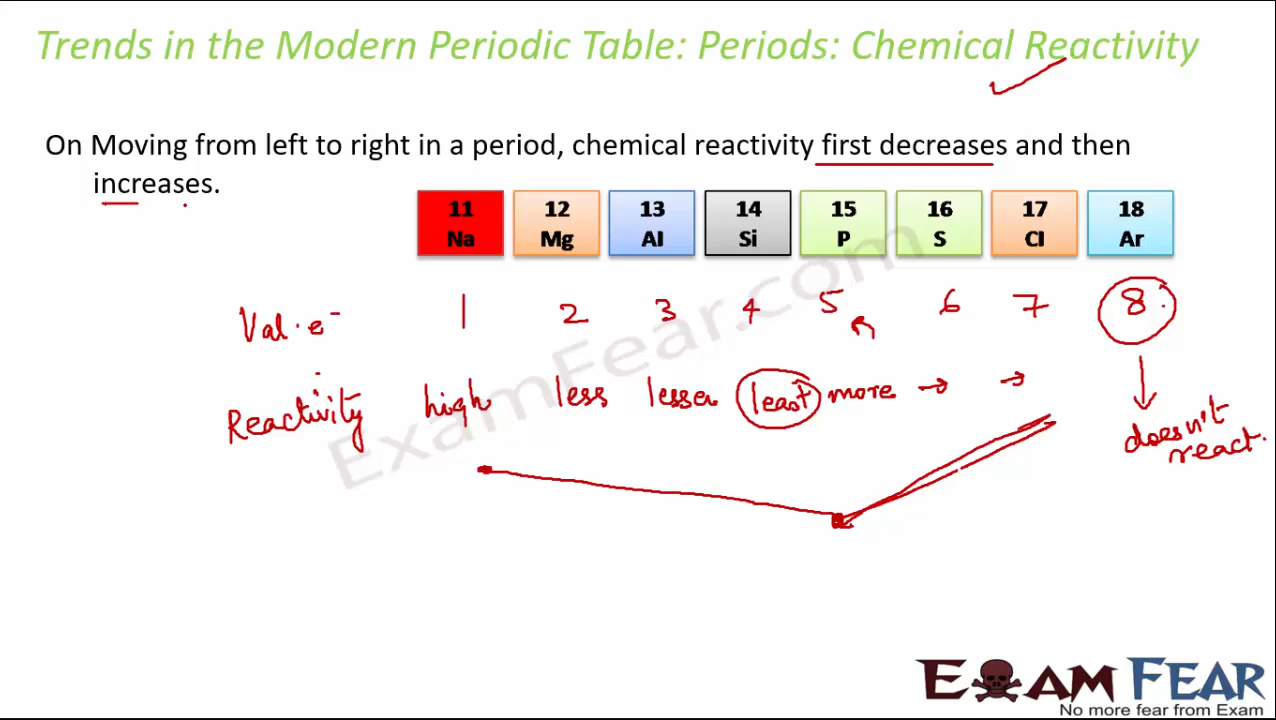 Trends in the Modern Periodic Table: Periods: Chemical Reactivity
On Moving from left to right in a period, chemical reactivity first decreases and then
increases.
11 12 13 14 15 16 17 18
Na Mg Al Si P S Cl Ar
Val. e⁻ 1 2 3 4 5 6 7 8
Reactivity high less lesser least more → →
doesn't
react.
ExamFear.com
EXAM FEAR
No more fear from Exam